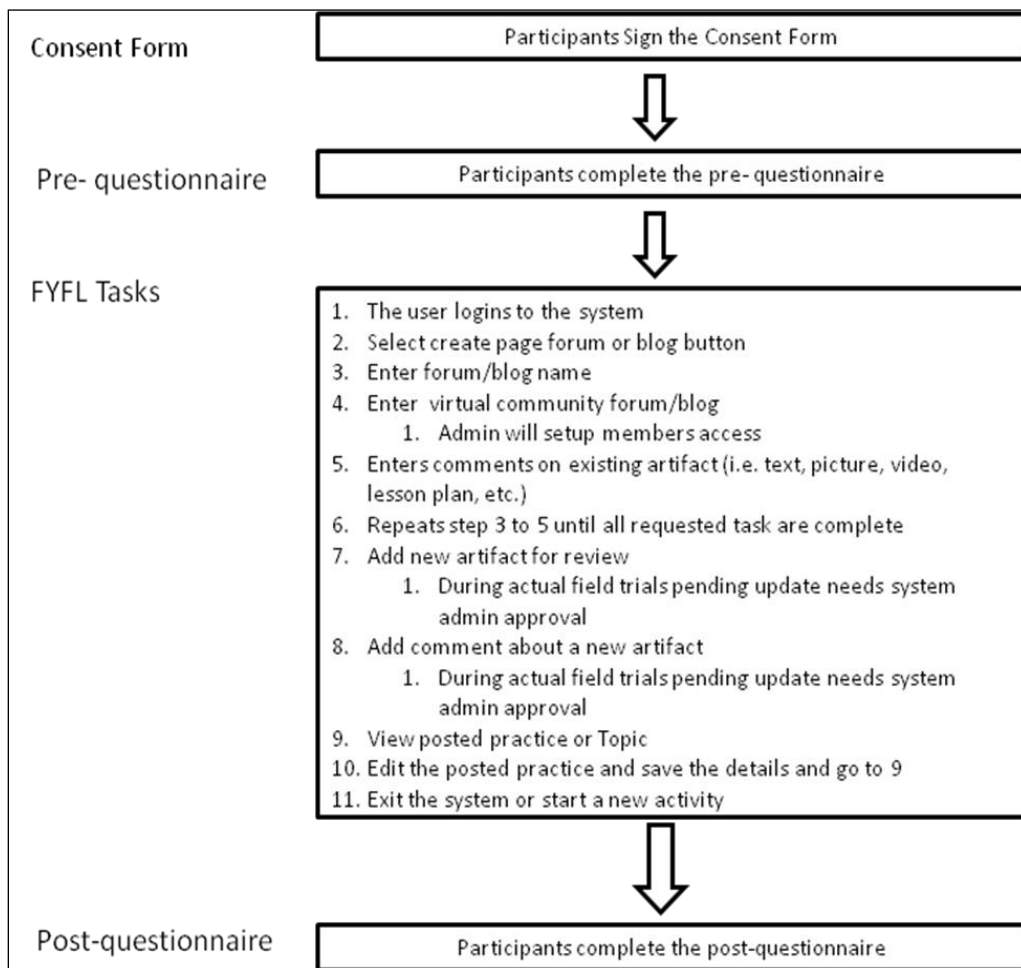 Consent Form
Participants Sign the Consent Form
Pre- questionnaire
Participants complete the pre- questionnaire
FYFL Tasks
1. The user logins to the system
2. Select create page forum or blog button
3. Enter forum/blog name
4. Enter virtual community forum/blog
1. Admin will setup members access
5. Enters comments on existing artifact (i.e. text, picture, video,
lesson plan, etc.)
6. Repeats step 3 to 5 until all requested task are complete
7. Add new artifact for review
1. During actual field trials pending update needs system
admin approval
8. Add comment about a new artifact
1. During actual field trials pending update needs system
admin approval
9. View posted practice or Topic
10. Edit the posted practice and save the details and go to 9
11. Exit the system or start a new activity
Post-questionnaire
Participants complete the post-questionnaire